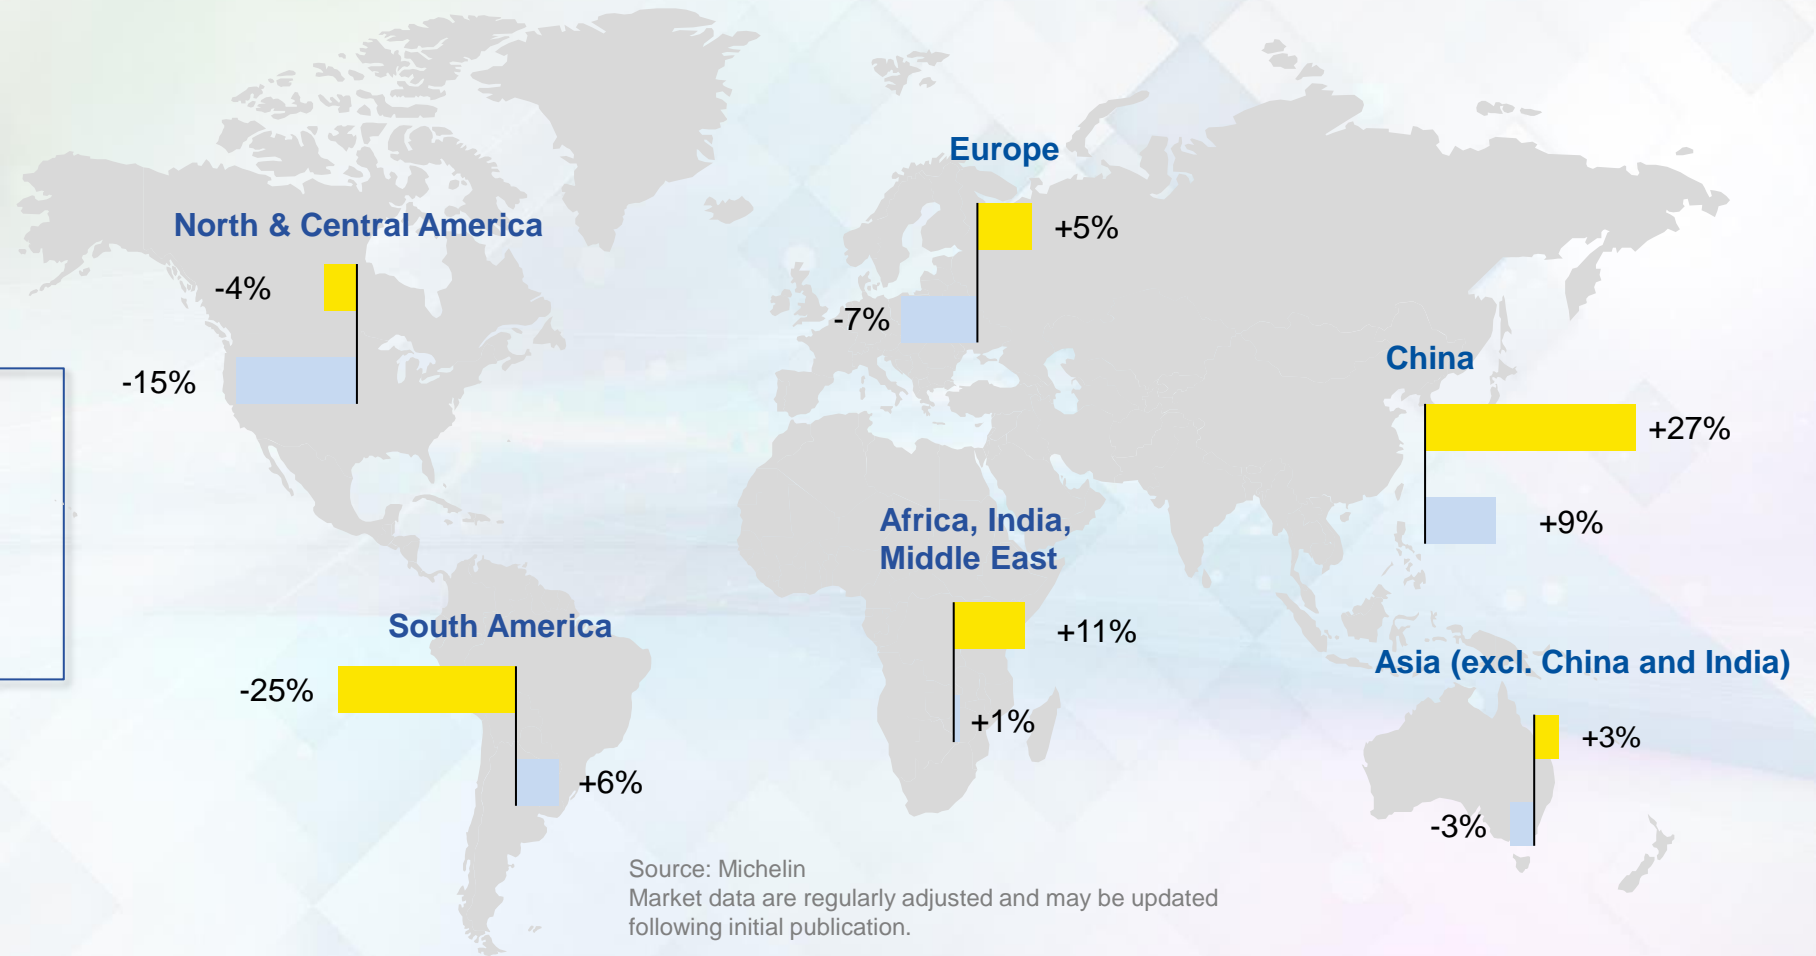 Europe
+5%
-7%
North & Central America
-4%
-15%
China
+27%
+9%
Africa, India,
Middle East
+11%
+1%
South America
-25%
+6%
Asia (excl. China and India)
+3%
-3%
Source: Michelin
Market data are regularly adjusted and may be updated
following initial publication.